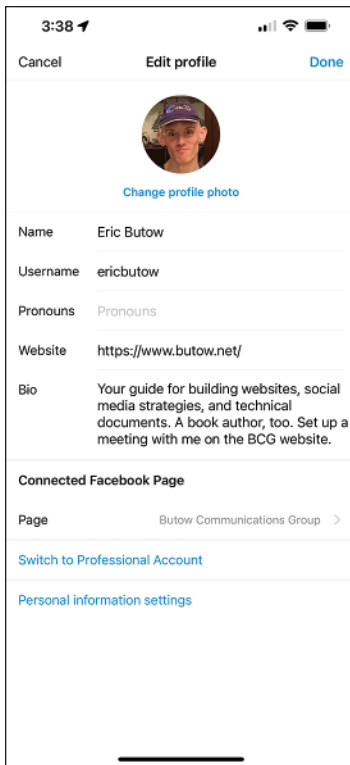 3:38
Cancel Edit profile Done
Change profile photo
Name Eric Butow
Username ericbutow
Pronouns Pronouns
Website https://www.butow.net/
Bio Your guide for building websites, social
media strategies, and technical
documents. A book author, too. Set up a
meeting with me on the BCG website.
Connected Facebook Page
Page Butow Communications Group
Switch to Professional Account
Personal information settings